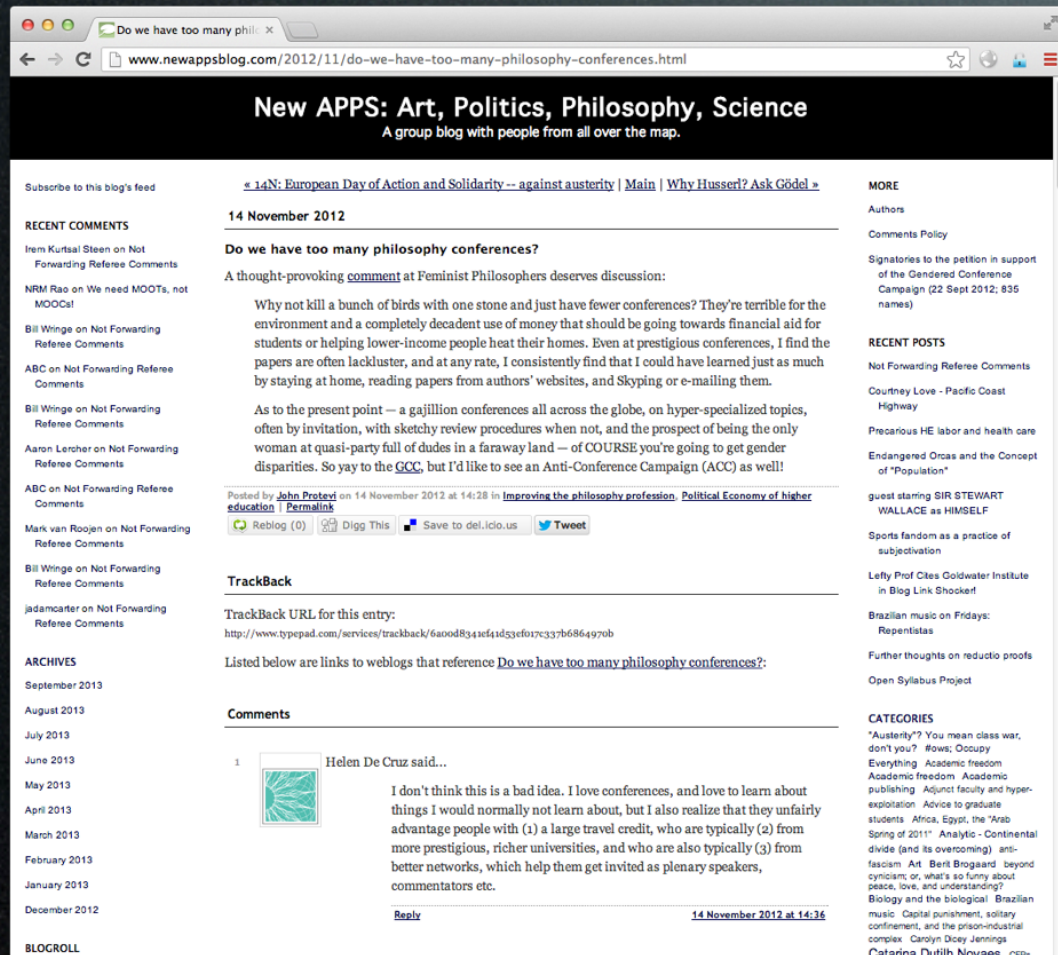 Do we have too many philo
www.newappsblog.com/2012/11/do-we-have-too-many-philosophy-conferences.html
New APPS: Art, Politics, Philosophy, Science
A group blog with people from all over the map.
Subscribe to this blog's feed
RECENT COMMENTS
Irem Kurtsal Steen on Not
Forwarding Referee Comments
NRM Rao on We need MOOTs, not
MOOCs!
Bill Wringe on Not Forwarding
Referee Comments
ABC on Not Forwarding Referee
Comments
Bill Wringe on Not Forwarding
Referee Comments
Aaron Lercher on Not Forwarding
Referee Comments
ABC on Not Forwarding Referee
Comments
Mark van Roojen on Not Forwarding
Referee Comments
Bill Wringe on Not Forwarding
Referee Comments
jadamcarter on Not Forwarding
Referee Comments
ARCHIVES
September 2013
August 2013
July 2013
June 2013
May 2013
April 2013
March 2013
February 2013
January 2013
December 2012
BLOGROLL
« 14N: European Day of Action and Solidarity -- against austerity | Main | Why Husserl? Ask Gödel »
14 November 2012
Do we have too many philosophy conferences?
A thought-provoking comment at Feminist Philosophers deserves discussion:
Why not kill a bunch of birds with one stone and just have fewer conferences? They're terrible for the
environment and a completely decadent use of money that should be going towards financial aid for
students or helping lower-income people heat their homes. Even at prestigious conferences, I find the
papers are often lackluster, and at any rate, I consistently find that I could have learned just as much
by staying at home, reading papers from authors' websites, and Skyping or e-mailing them.
As to the present point — a gajillion conferences all across the globe, on hyper-specialized topics,
often by invitation, with sketchy review procedures when not, and the prospect of being the only
woman at quasi-party full of dudes in a faraway land — of COURSE you're going to get gender
disparities. So yay to the GCC, but I'd like to see an Anti-Conference Campaign (ACC) as well!
Posted by John Protevi on 14 November 2012 at 14:28 in Improving the philosophy profession, Political Economy of higher
education | Permalink
Reblog (0) Digg This Save to del.icio.us Tweet
TrackBack
TrackBack URL for this entry:
http://www.typepad.com/services/trackback/6a00d8341ef41d53ef017c337b6864970b
Listed below are links to weblogs that reference Do we have too many philosophy conferences?:
Comments
1
Helen De Cruz said...
I don't think this is a bad idea. I love conferences, and love to learn about
things I would normally not learn about, but I also realize that they unfairly
advantage people with (1) a large travel credit, who are typically (2) from
more prestigious, richer universities, and who are also typically (3) from
better networks, which help them get invited as plenary speakers,
commentators etc.
Reply 14 November 2012 at 14:36
MORE
Authors
Comments Policy
Signatories to the petition in support
of the Gendered Conference
Campaign (22 Sept 2012; 835
names)
RECENT POSTS
Not Forwarding Referee Comments
Courtney Love - Pacific Coast
Highway
Precarious HE labor and health care
Endangered Orcas and the Concept
of "Population"
guest starring SIR STEWART
WALLACE as HIMSELF
Sports fandom as a practice of
subjectivation
Lefty Prof Cites Goldwater Institute
in Blog Link Shocker!
Brazilian music on Fridays:
Repentistas
Further thoughts on reductio proofs
Open Syllabus Project
CATEGORIES
"Austerity"? You mean class war,
don't you? #ows; Occupy
Everything Academic freedom
Academic freedom Academic
publishing Adjunct faculty and hyper-
exploitation Advice to graduate
students Africa, Egypt, the "Arab
Spring of 2011" Analytic - Continental
divide (and its overcoming) anti-
fascism Art Berit Brogaard beyond
cynicism; or, what's so funny about
peace, love, and understanding?
Biology and the biological Brazilian
music Capital punishment, solitary
confinement, and the prison-industrial
complex Carolyn Dicey Jennings
Catarina Dutilh Novaes